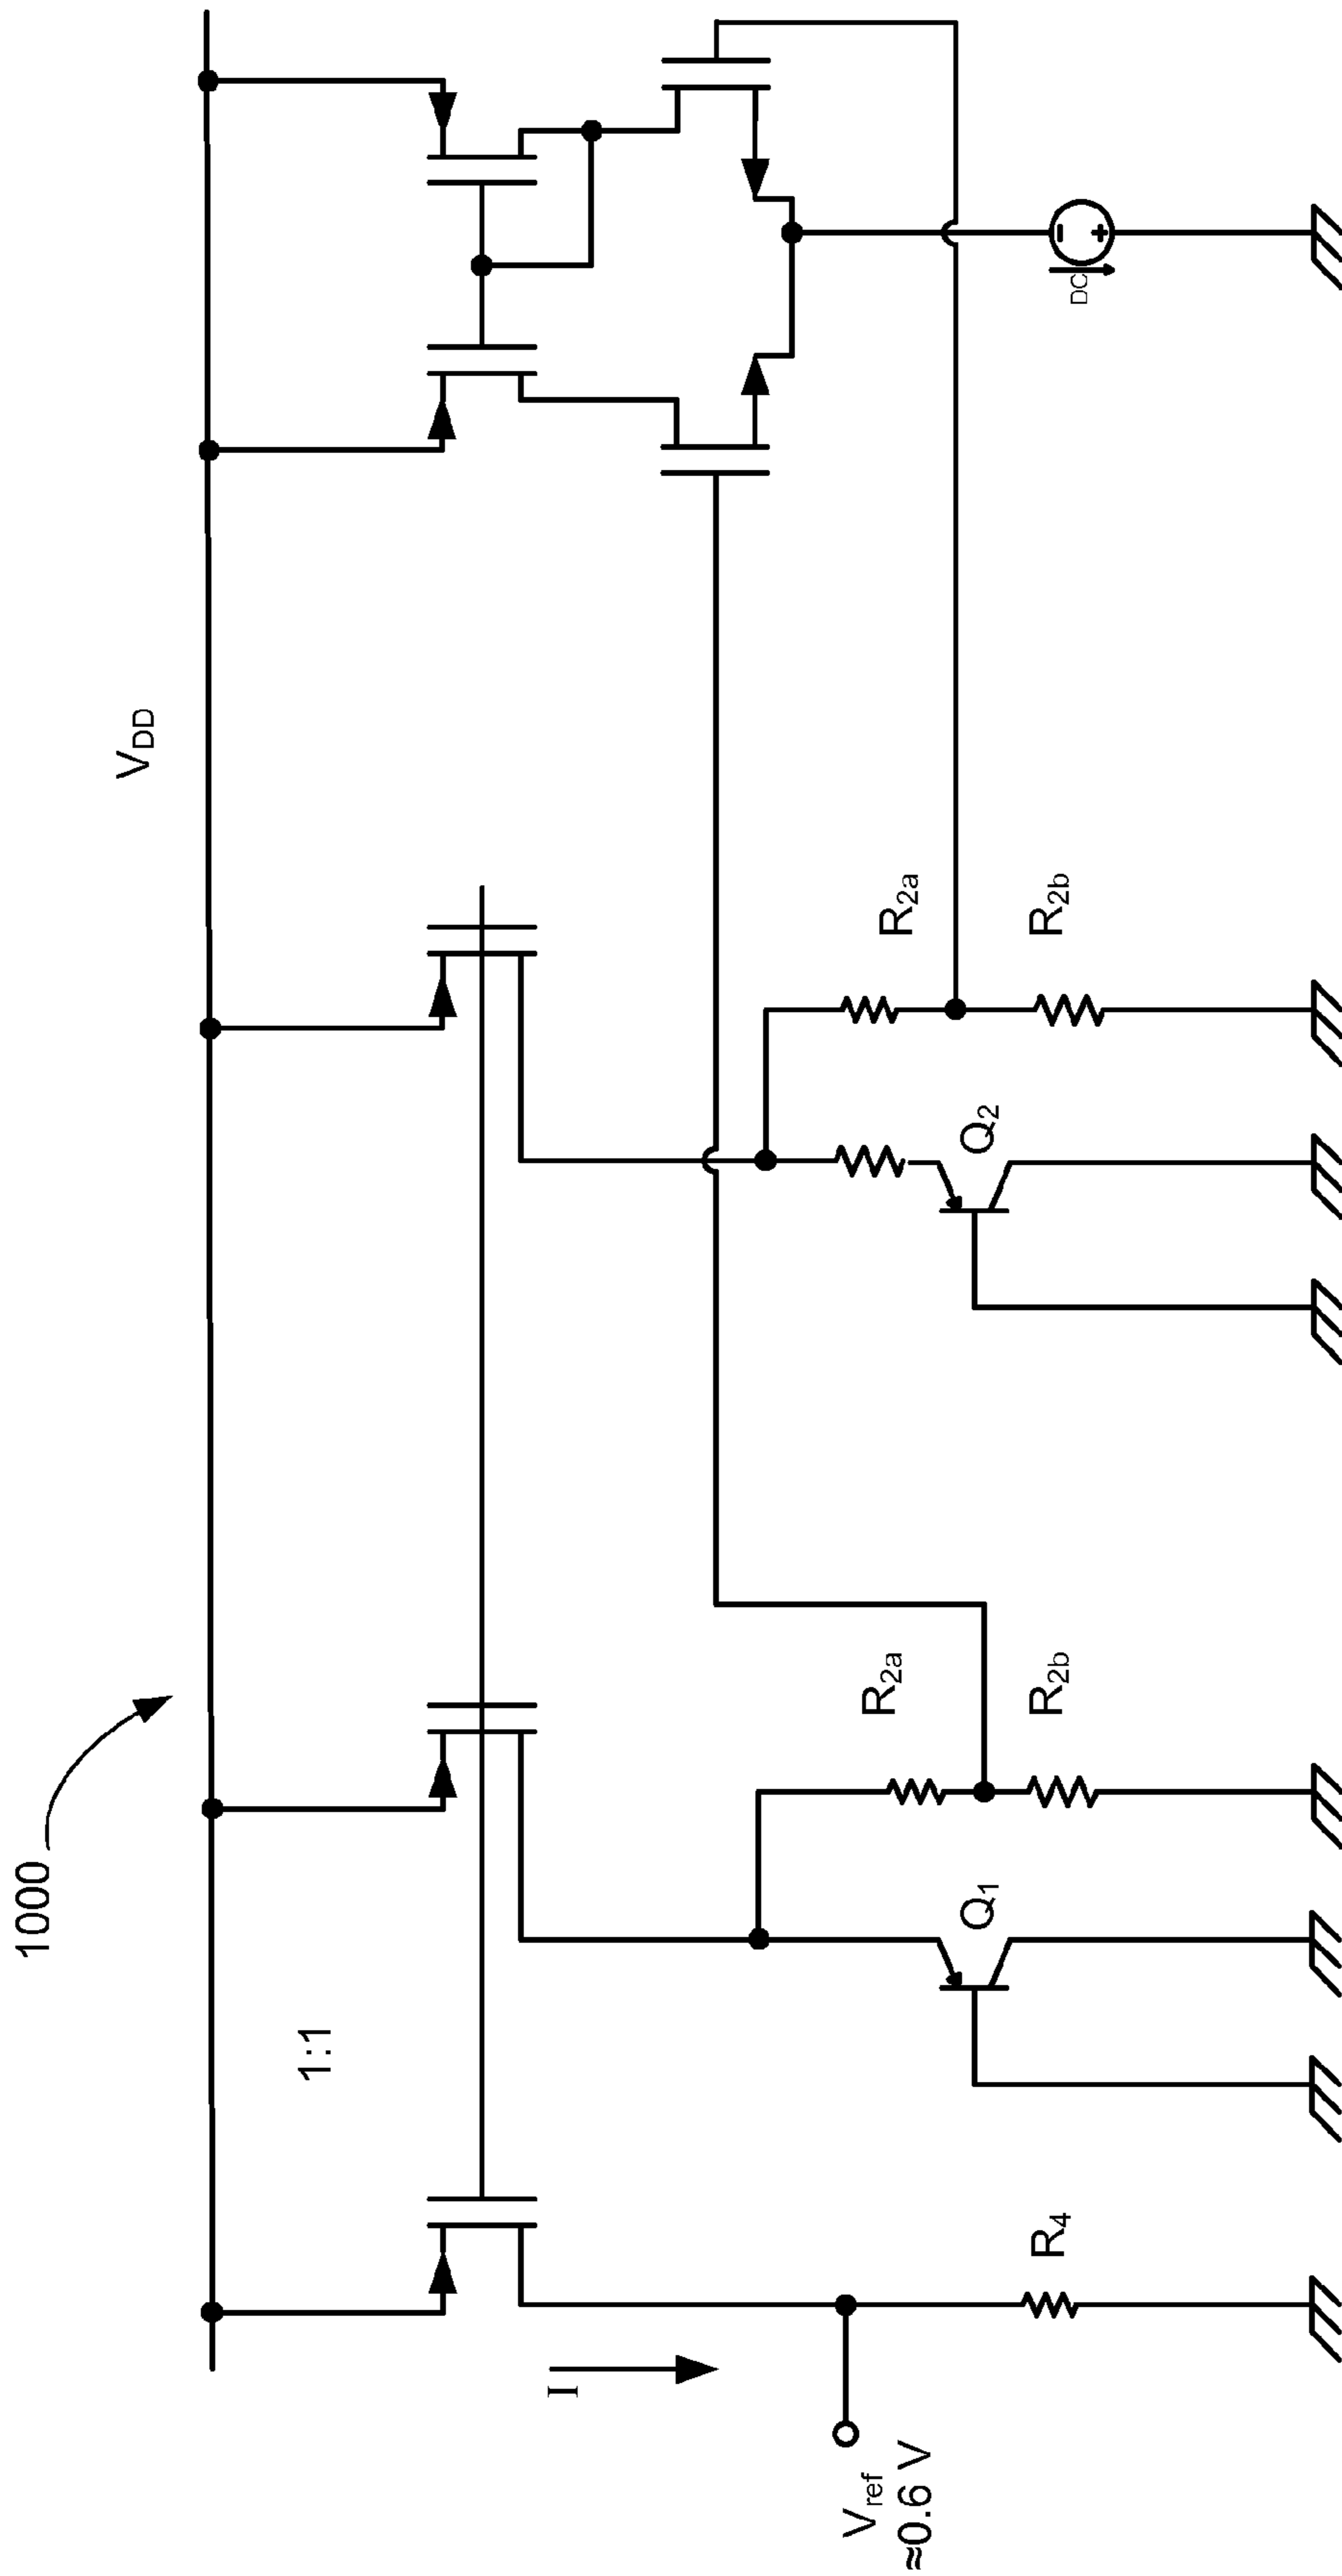 1000
V_DD
1:1
I
V_ref
≈0.6 V
R_4
Q_1
R_2a
R_2b
Q_2
R_2a
R_2b
DC
- +